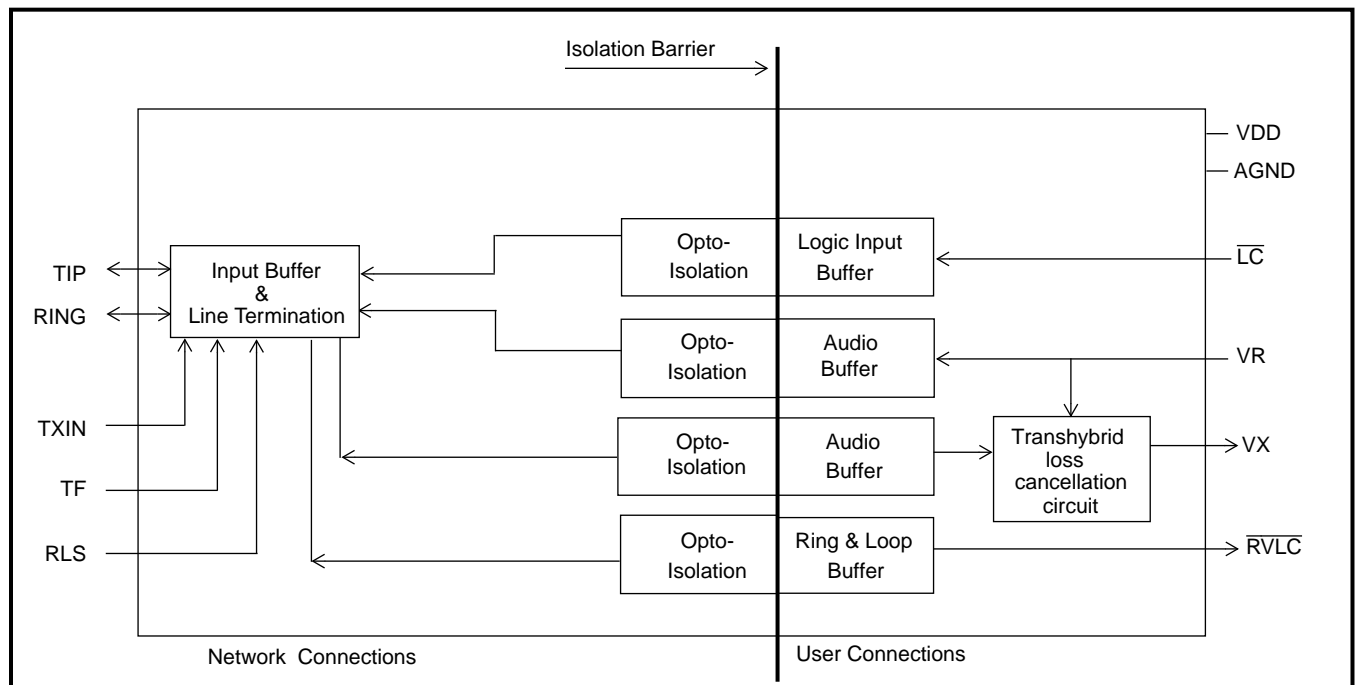 Isolation Barrier
VDD
AGND
TIP
RING
Input Buffer
&
Line Termination
Opto-
Isolation
Logic Input
Buffer
LC
Opto-
Isolation
Audio
Buffer
VR
TXIN
TF
RLS
Opto-
Isolation
Audio
Buffer
Transhybrid
loss
cancellation
circuit
VX
Opto-
Isolation
Ring & Loop
Buffer
RVLC
Network Connections
User Connections